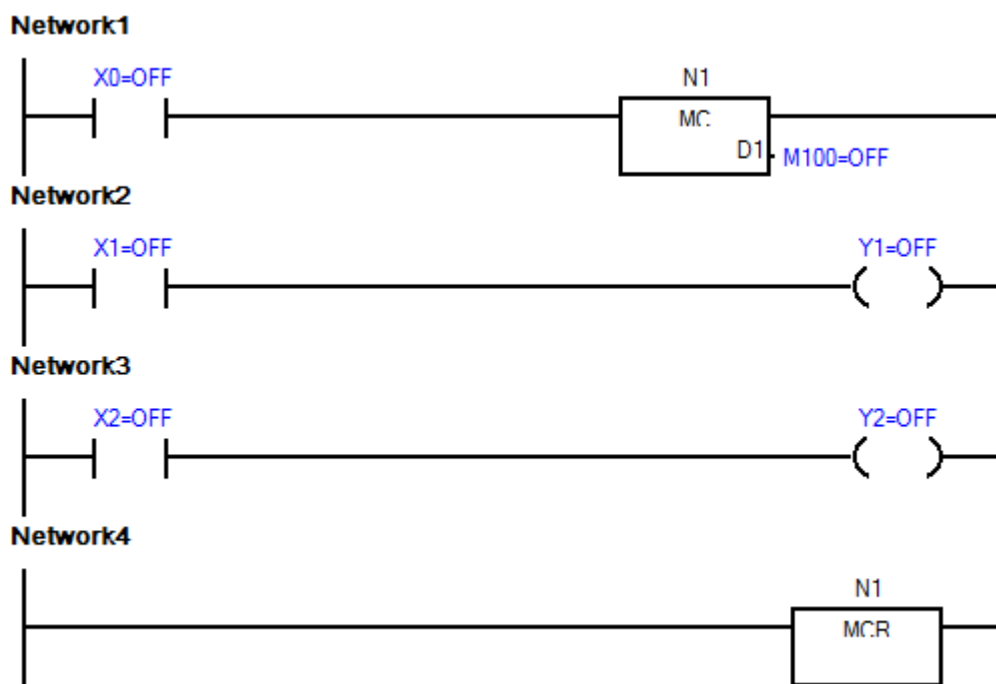 Network1
X0=OFF
N1
MC
D1
M100=OFF
Network2
X1=OFF
Y1=OFF
Network3
X2=OFF
Y2=OFF
Network4
N1
MCR